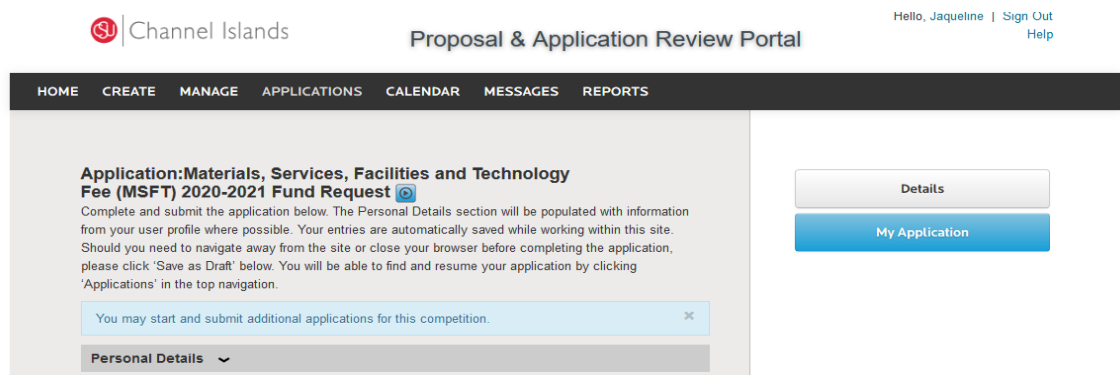 CSU Channel Islands
Proposal & Application Review Portal
Hello, Jaqueline | Sign Out
Help
HOME CREATE MANAGE APPLICATIONS CALENDAR MESSAGES REPORTS
Application:Materials, Services, Facilities and Technology
Fee (MSFT) 2020-2021 Fund Request
Complete and submit the application below. The Personal Details section will be populated with information
from your user profile where possible. Your entries are automatically saved while working within this site.
Should you need to navigate away from the site or close your browser before completing the application,
please click 'Save as Draft' below. You will be able to find and resume your application by clicking
'Applications' in the top navigation.
You may start and submit additional applications for this competition. ×
Personal Details
Details
My Application